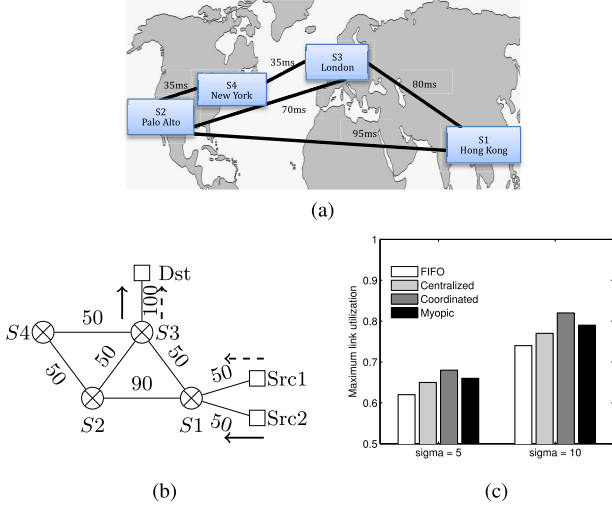 S3
London
35ms
S4
New York
35ms
80ms
S2
Palo Alto
70ms
95ms
S1
Hong Kong
(a)
Dst
100
50
S4
S3
50
50
50
50
Src1
90
S2
S1
50
Src2
(b)
Maximum link utilization
1
0.9
0.8
0.7
0.6
0.5
FIFO
Centralized
Coordinated
Myopic
sigma = 5
sigma = 10
(c)